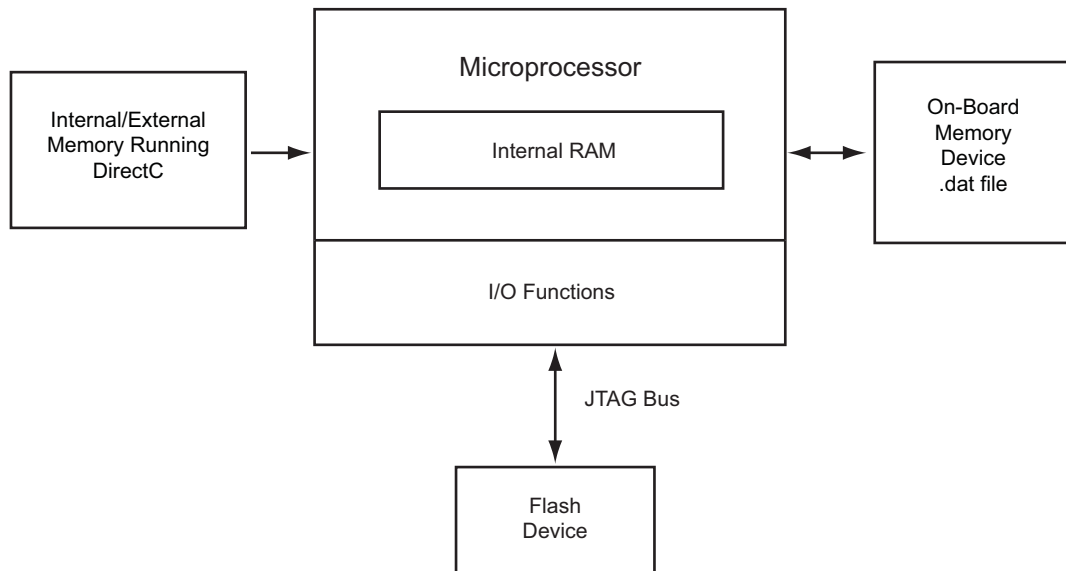 Microprocessor
Internal RAM
I/O Functions
Internal/External
Memory Running
DirectC
On-Board
Memory
Device
.dat file
JTAG Bus
Flash
Device